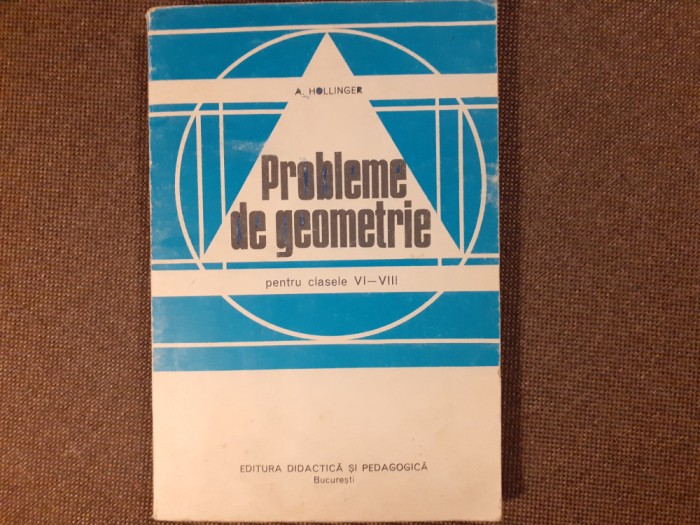 A. HOLLINGER
Probleme
de geometrie
pentru clasele VI—VIII
EDITURA DIDACTICĂ ȘI PEDAGOGICĂ
București